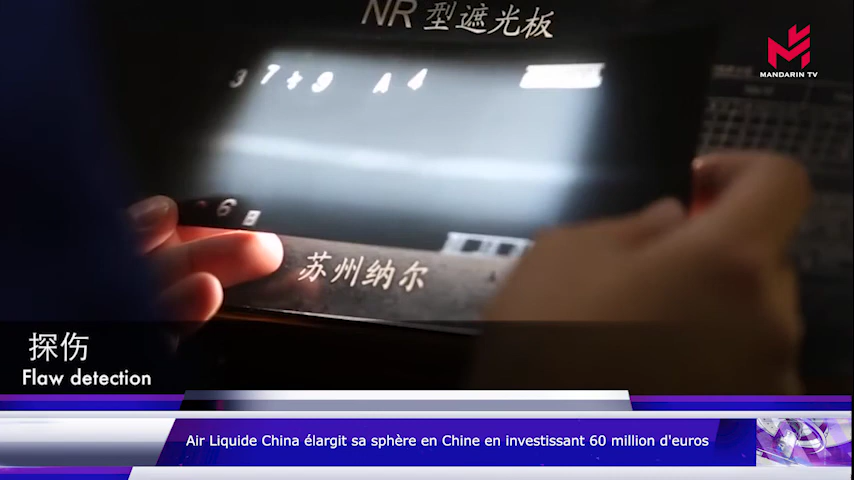 NR型遮光板
MANDARIN TV
37+9 A4
6
苏州纳尔
探伤
Flaw detection
Air Liquide China élargit sa sphère en Chine en investissant 60 million d'euros